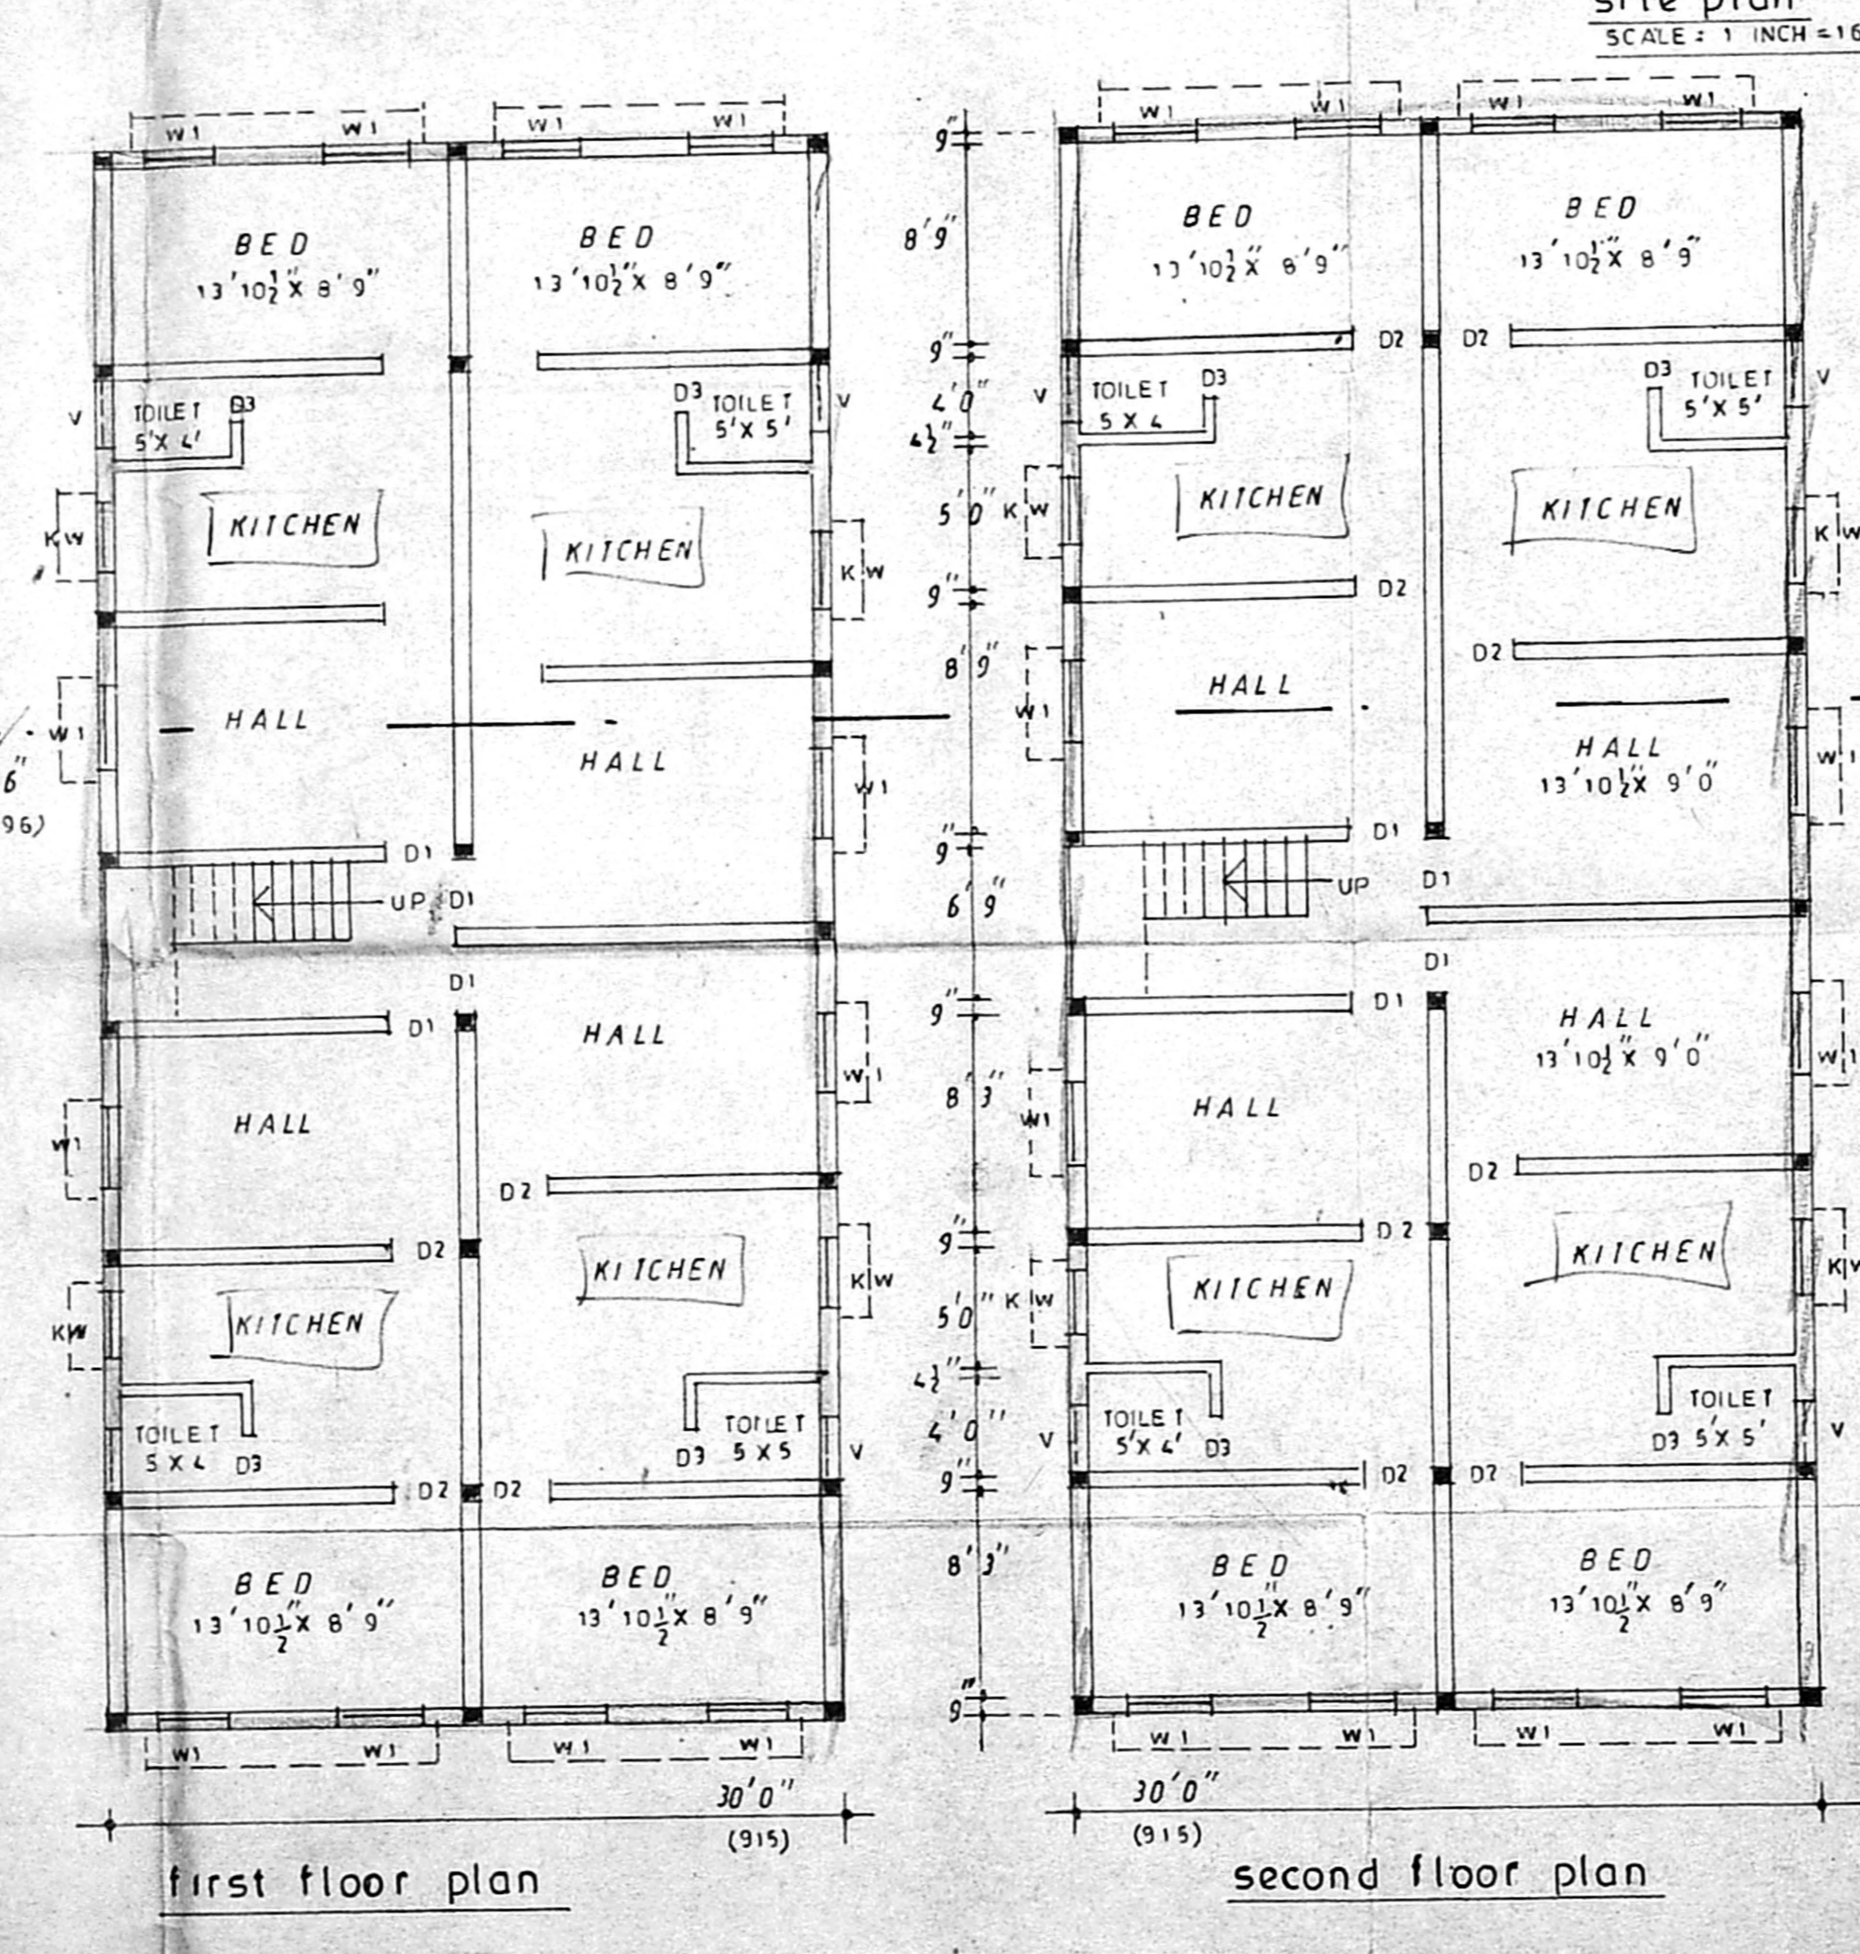 site plan
SCALE : 1 INCH = 16
W1 W1 W1 W1
BED
13'10½" X 8'9"
BED
13'10½" X 8'9"
V
TOILET D3
5' X 4'
D3 TOILET
5' X 5'
V
KW
KITCHEN
KITCHEN
KW
W1
HALL
HALL
W1
6"
96)
D1
UP D1
D1
D1
HALL
W1
HALL
W1
D2
D2
KITCHEN
KW
KITCHEN
KW
TOILET
5 X 4 D3
TOILET
D3 5 X 5
V
D2 D2
BED
13'10½" X 8'9"
BED
13'10½" X 8'9"
W1 W1 W1 W1
30'0"
(915)
first floor plan
9"
8'9"
9"
4'0"
4½"
5'0"
9"
8'9"
9"
6'9"
9"
8'3"
9"
5'0"
4½"
4'0"
9"
8'3"
9"
W1 W1 W1 W1
BED
13'10½" X 8'9"
BED
13'10½" X 8'9"
D2 D2
V
TOILET D3
5 X 4
D3 TOILET
5' X 5'
V
KW
KITCHEN
KITCHEN
KW
D2
D2
W1
HALL
HALL
13'10½" X 9'0"
W1
D1
UP D1
D1
D1
HALL
13'10½" X 9'0"
W1
HALL
W1
D2
D2
KITCHEN
KW
KITCHEN
KW
TOILET
5' X 4' D3
TOILET
D3 5' X 5'
V
V
D2 D2
BED
13'10½" X 8'9"
BED
13'10½" X 8'9"
W1 W1 W1 W1
30'0"
(915)
second floor plan